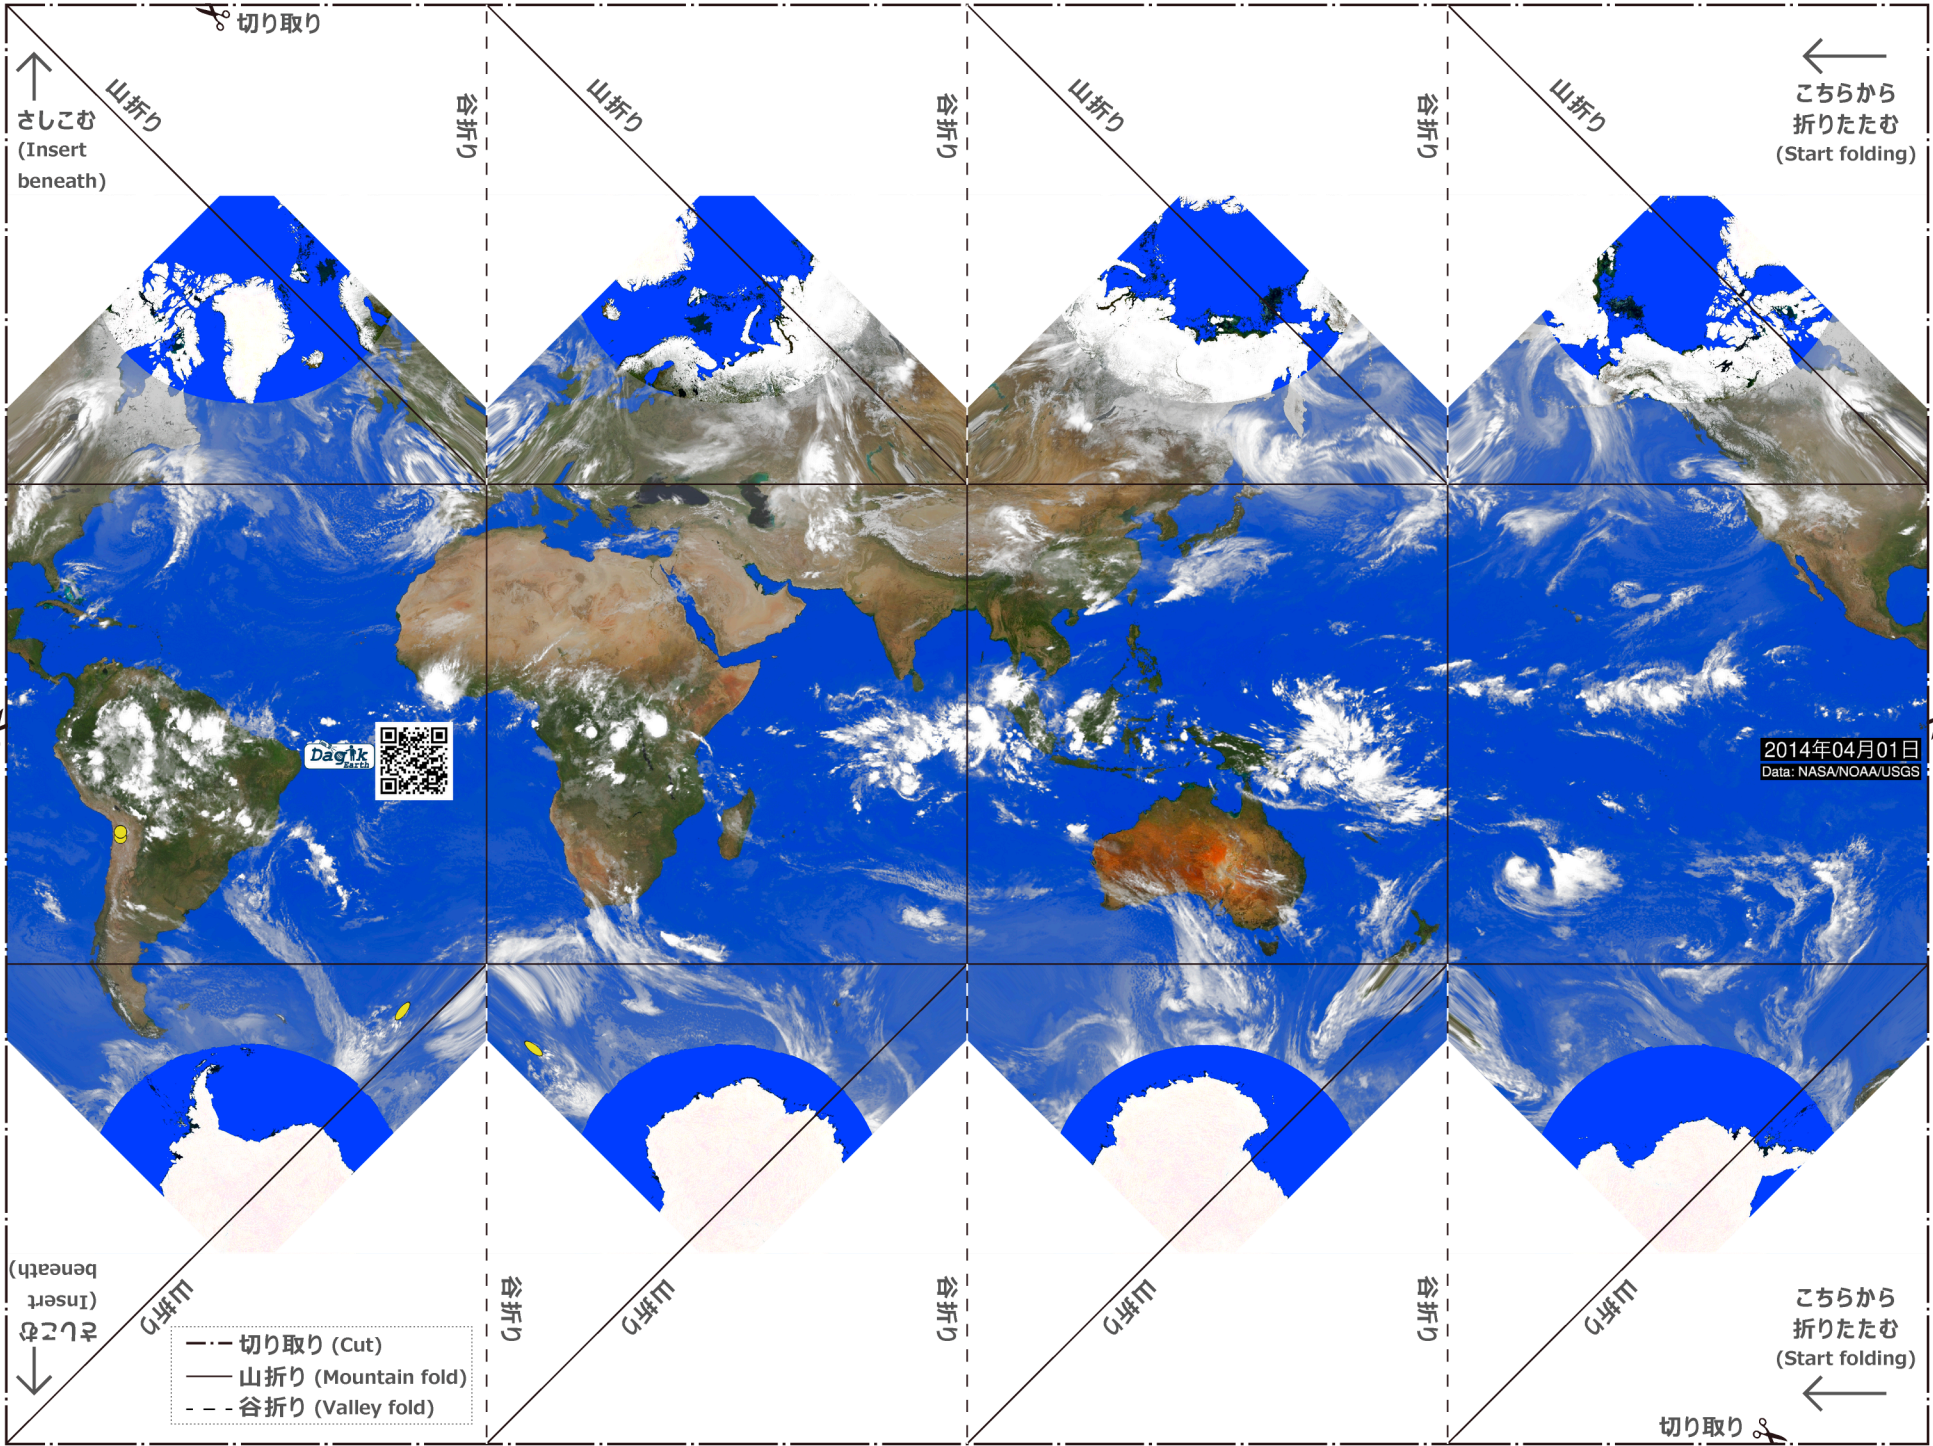 切り取り
山折り
谷折り
山折り
谷折り
山折り
谷折り
山折り
さしこむ
(Insert
beneath)
こちらから
折りたたむ
(Start folding)
Dagik
Earth
2014年04月01日
Data: NASA/NOAA/USGS
さしこむ
(Insert
beneath)
山折り
谷折り
山折り
谷折り
山折り
谷折り
山折り
こちらから
折りたたむ
(Start folding)
切り取り (Cut)
山折り (Mountain fold)
谷折り (Valley fold)
切り取り